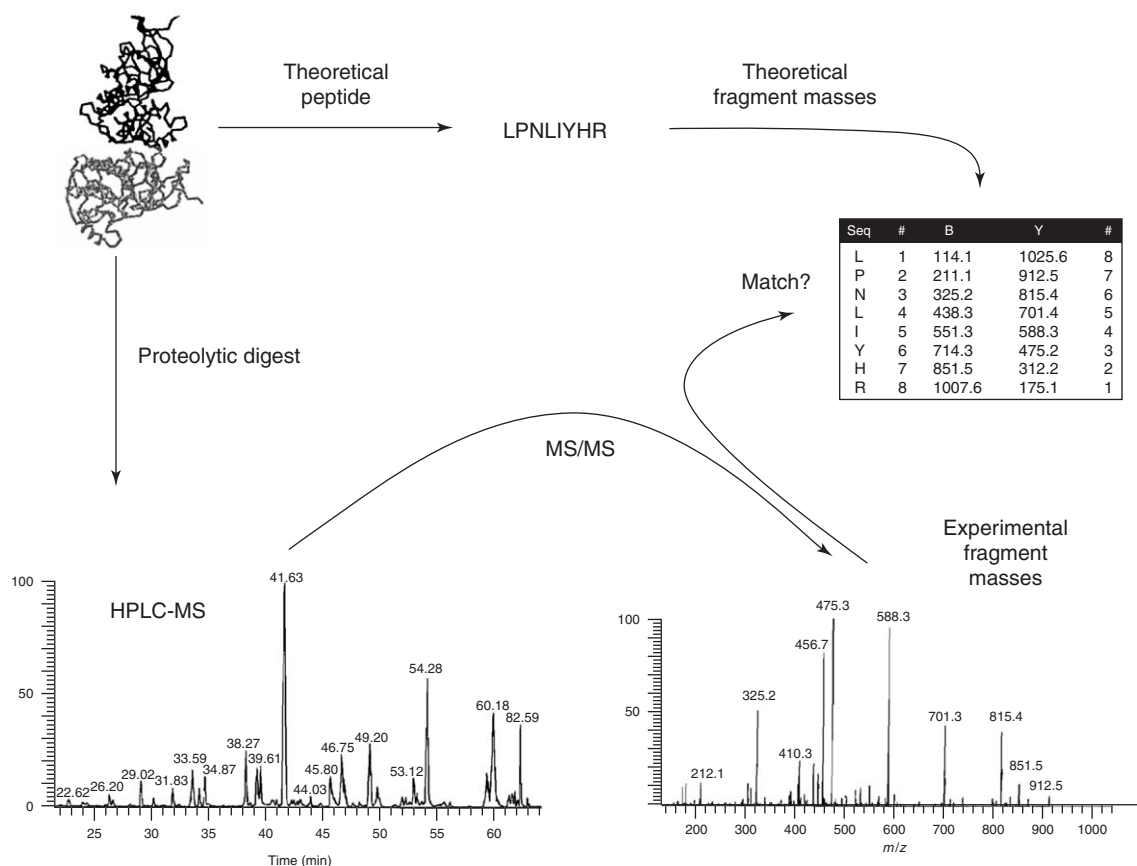 Theoretical
peptide
Theoretical
fragment masses
LPNLIYHR
Seq # B Y #
L 1 114.1 1025.6 8
P 2 211.1 912.5 7
N 3 325.2 815.4 6
L 4 438.3 701.4 5
I 5 551.3 588.3 4
Y 6 714.3 475.2 3
H 7 851.5 312.2 2
R 8 1007.6 175.1 1
Match?
Proteolytic digest
MS/MS
Experimental
fragment
masses
HPLC-MS
100
50
0
22.62
26.20
29.02
31.83
33.59
34.87
38.27
39.61
41.63
44.03
45.80
46.75
49.20
53.12
54.28
60.18
82.59
25 30 35 40 45 50 55 60
Time (min)
100
50
212.1
325.2
410.3
456.7
475.3
588.3
701.3
815.4
851.5
912.5
200 300 400 500 600 700 800 900 1000
m/z